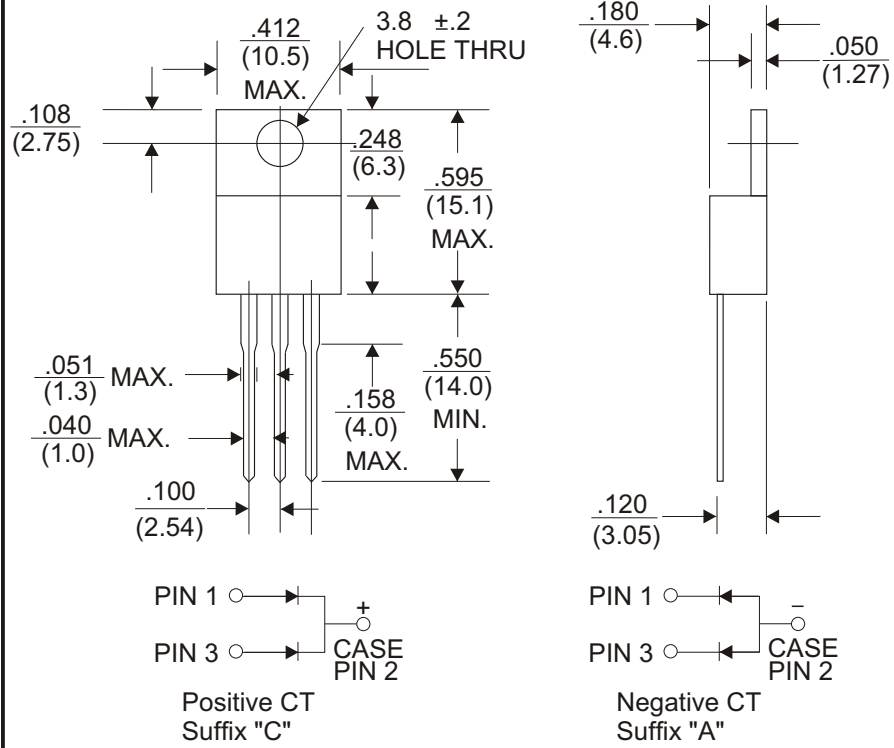 .412
(10.5)
MAX.
3.8 ±.2
HOLE THRU
.108
(2.75)
.248
(6.3)
.595
(15.1)
MAX.
.051
(1.3)
MAX.
.040
(1.0)
MAX.
.158
(4.0)
MAX.
.550
(14.0)
MIN.
.100
(2.54)
.180
(4.6)
.050
(1.27)
.120
(3.05)
PIN 1
+
PIN 3
CASE
PIN 2
Positive CT
Suffix "C"
PIN 1
−
PIN 3
CASE
PIN 2
Negative CT
Suffix "A"